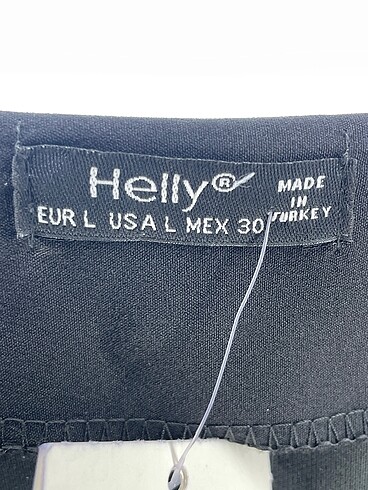 Helly®
MADE
IN
TURKEY
EUR L USA L MEX 30